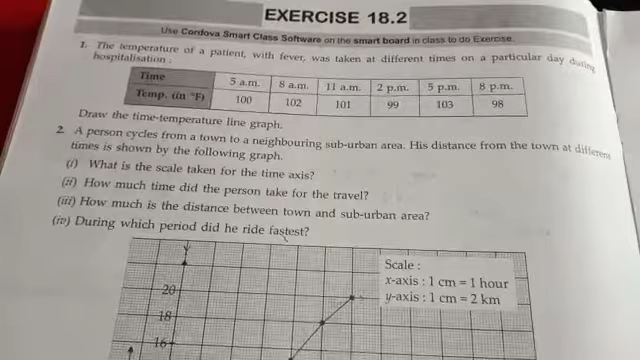 EXERCISE 18.2
Use Cordova Smart Class Software on the smart board in class to do Exercise.
1. The temperature of a patient, with fever, was taken at different times on a particular day during
hospitalisation :
Time 5 a.m. 8 a.m. 11 a.m. 2 p.m. 5 p.m. 8 p.m.
Temp. (in °F) 100 102 101 99 103 98
Draw the time-temperature line graph.
2. A person cycles from a town to a neighbouring sub-urban area. His distance from the town at different
times is shown by the following graph.
(i) What is the scale taken for the time axis?
(ii) How much time did the person take for the travel?
(iii) How much is the distance between town and sub-urban area?
(iv) During which period did he ride fastest?
Y
Scale :
x-axis : 1 cm = 1 hour
y-axis : 1 cm = 2 km
20
18
16